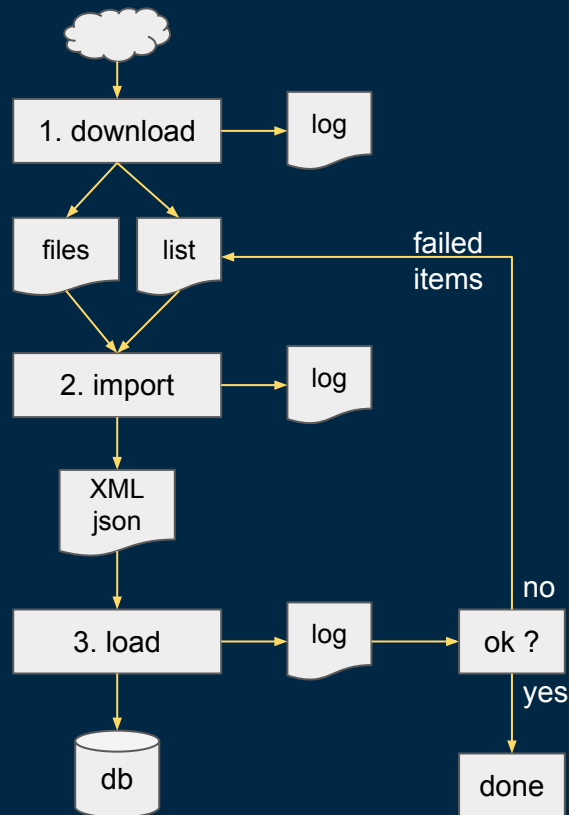 1. download
log
files
list
failed
items
2. import
log
XML
json
no
3. load
log
ok ?
yes
db
done